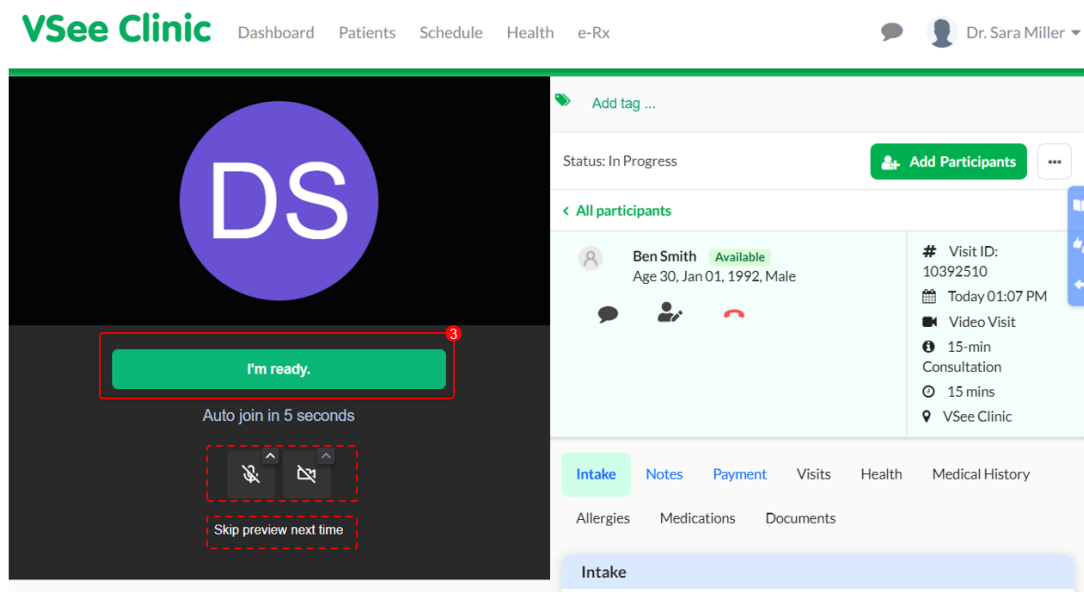 VSee Clinic
Dashboard Patients Schedule Health e-Rx
Dr. Sara Miller
DS
3
I'm ready.
Auto join in 5 seconds
Skip preview next time
Add tag ...
Status: In Progress
Add Participants
All participants
Ben Smith Available
Age 30, Jan 01, 1992, Male
# Visit ID:
10392510
Today 01:07 PM
Video Visit
15-min
Consultation
15 mins
VSee Clinic
Intake Notes Payment Visits Health Medical History
Allergies Medications Documents
Intake